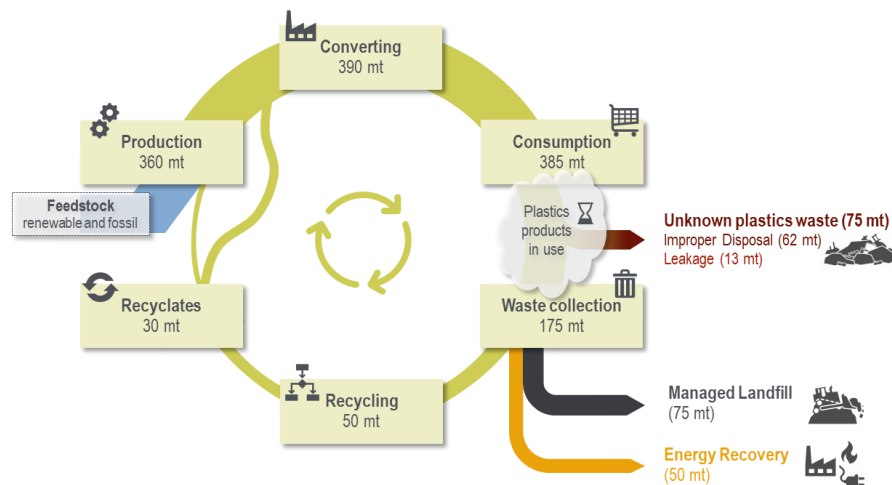 Converting
390 mt
Production
360 mt
Consumption
385 mt
Feedstock
renewable and fossil
Plastics
products
in use
Unknown plastics waste (75 mt)
Improper Disposal (62 mt)
Leakage (13 mt)
Recyclates
30 mt
Waste collection
175 mt
Recycling
50 mt
Managed Landfill
(75 mt)
Energy Recovery
(50 mt)